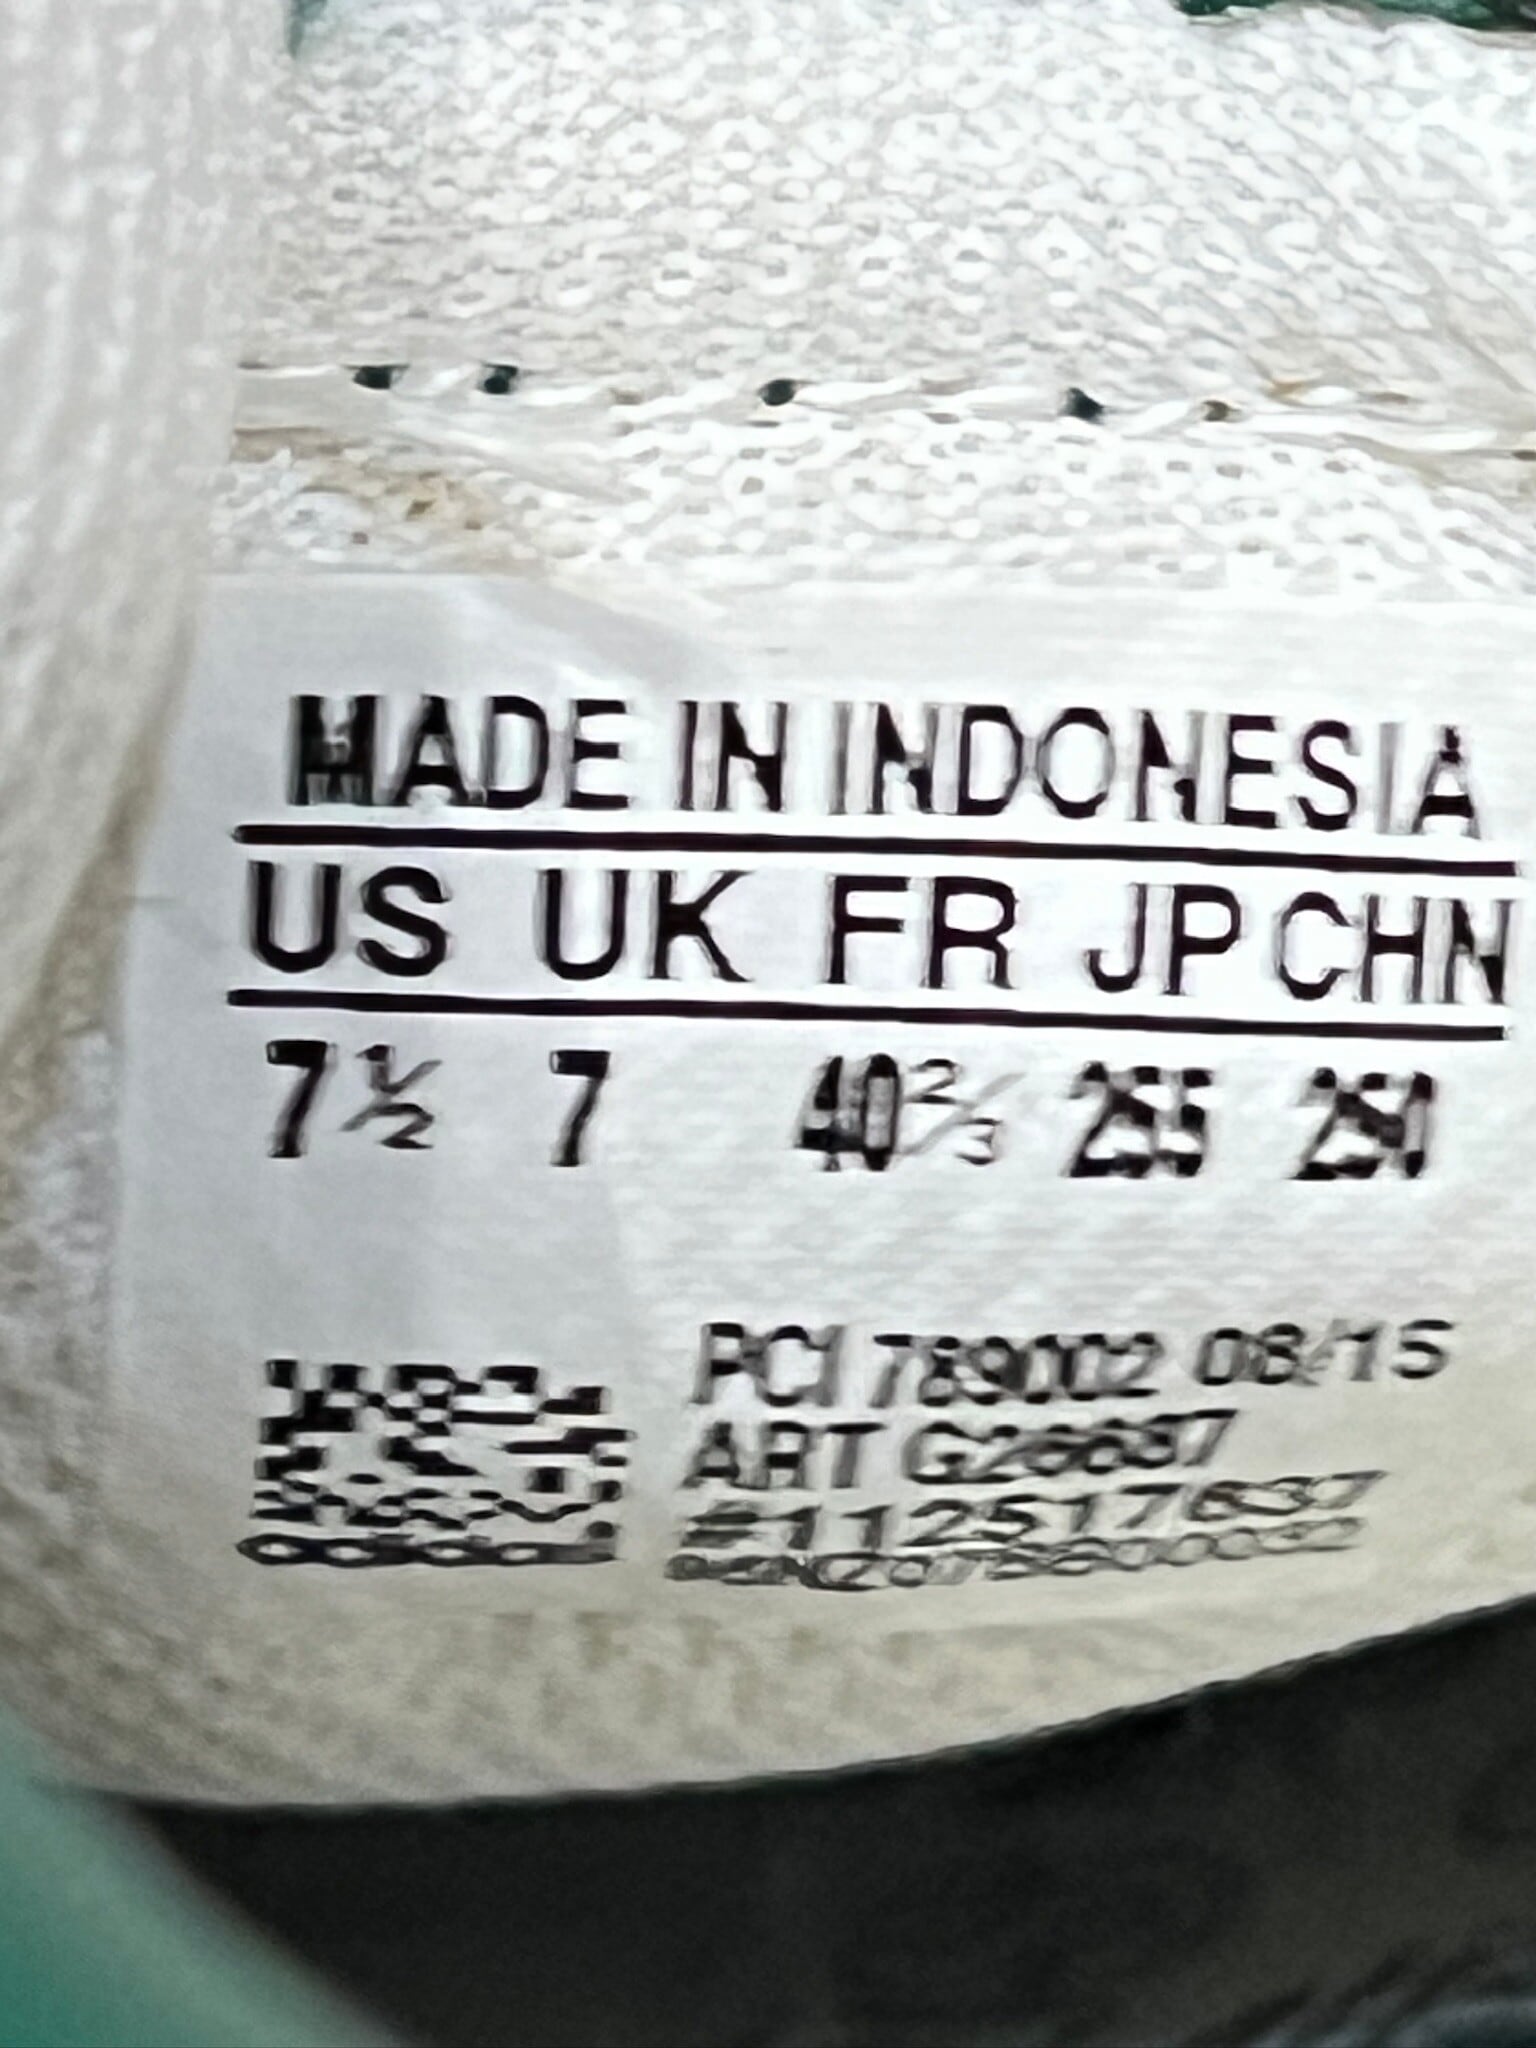 MADE IN INDONESIA
US UK FR JP CHN
7½ 7 40⅔ 255 250
PCI 789002 08/15
ART G26637
#112517637